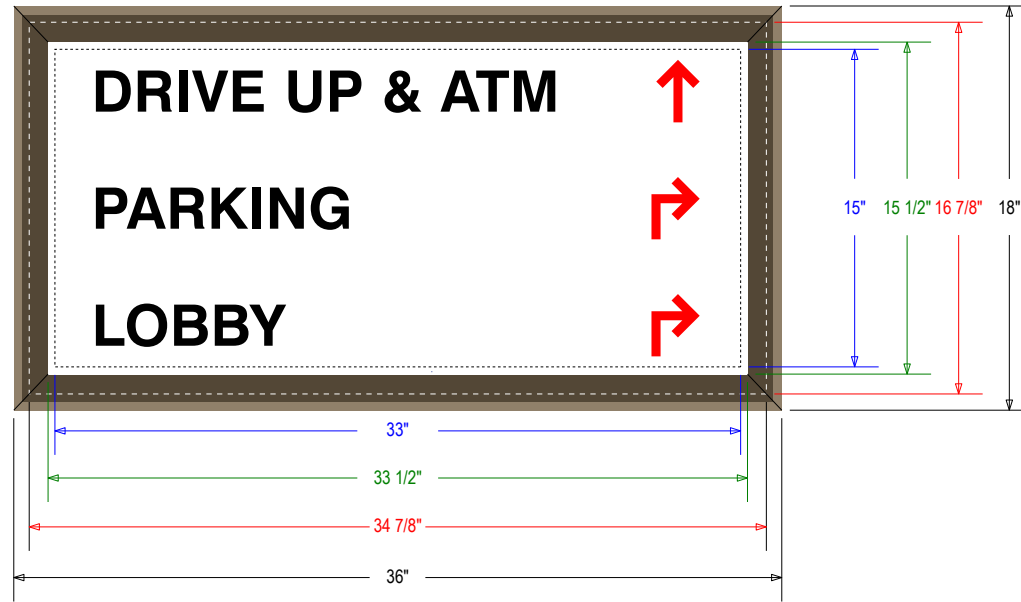 DRIVE UP & ATM
PARKING
LOBBY
15" 15 1/2" 16 7/8" 18"
33"
33 1/2"
34 7/8"
36"